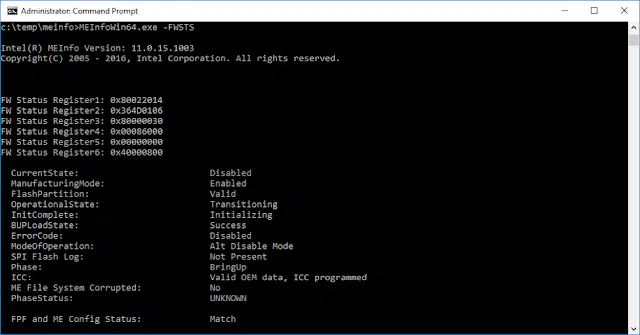 Administrator: Command Prompt
c:\temp\meinfo>MEInfoWin64.exe -FWSTS
Intel(R) MEInfo Version: 11.0.15.1003
Copyright(C) 2005 - 2016, Intel Corporation. All rights reserved.
FW Status Register1: 0x80022014
FW Status Register2: 0x364D0106
FW Status Register3: 0x80000030
FW Status Register4: 0x00086000
FW Status Register5: 0x00000000
FW Status Register6: 0x40000800
CurrentState: Disabled
ManufacturingMode: Enabled
FlashPartition: Valid
OperationalState: Transitioning
InitComplete: Initializing
BUPLoadState: Success
ErrorCode: Disabled
ModeOfOperation: Alt Disable Mode
SPI Flash Log: Not Present
Phase: BringUp
ICC: Valid OEM data, ICC programmed
ME File System Corrupted: No
PhaseStatus: UNKNOWN
FPF and ME Config Status: Match